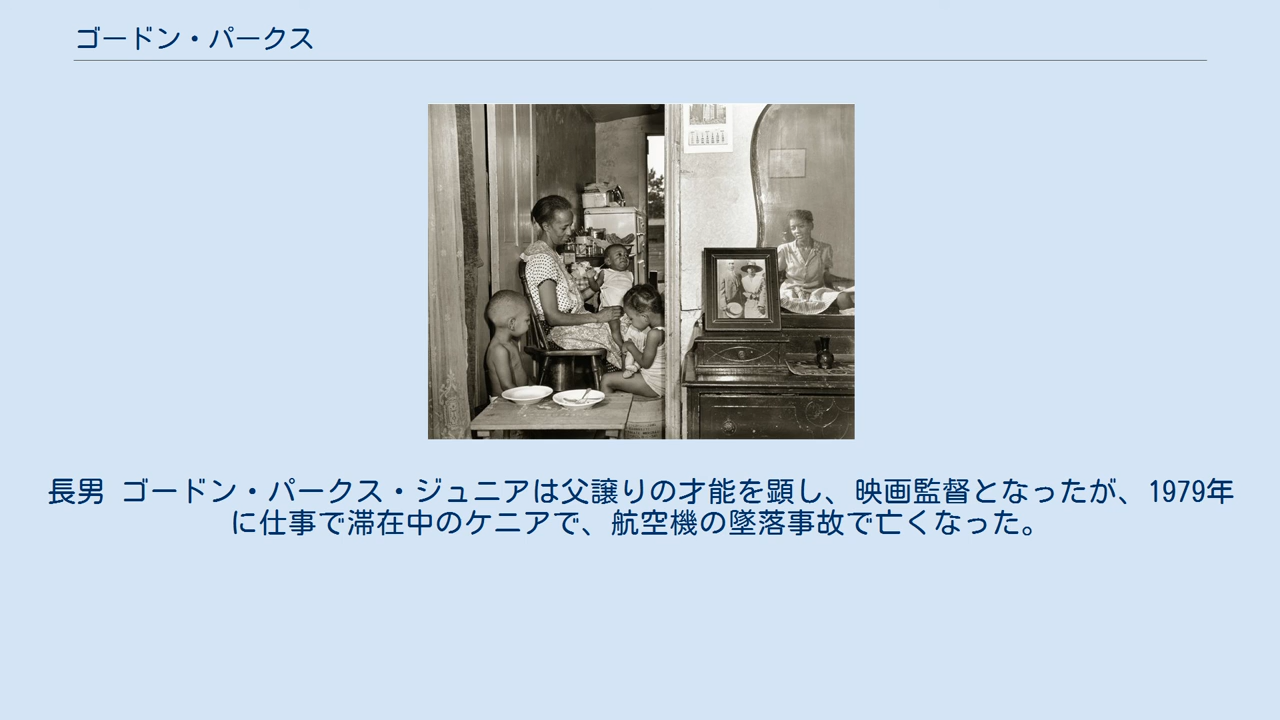 ゴードン・パークス
長男 ゴードン・パークス・ジュニアは父譲りの才能を顕し、映画監督となったが、1979年
に仕事で滞在中のケニアで、航空機の墜落事故で亡くなった。